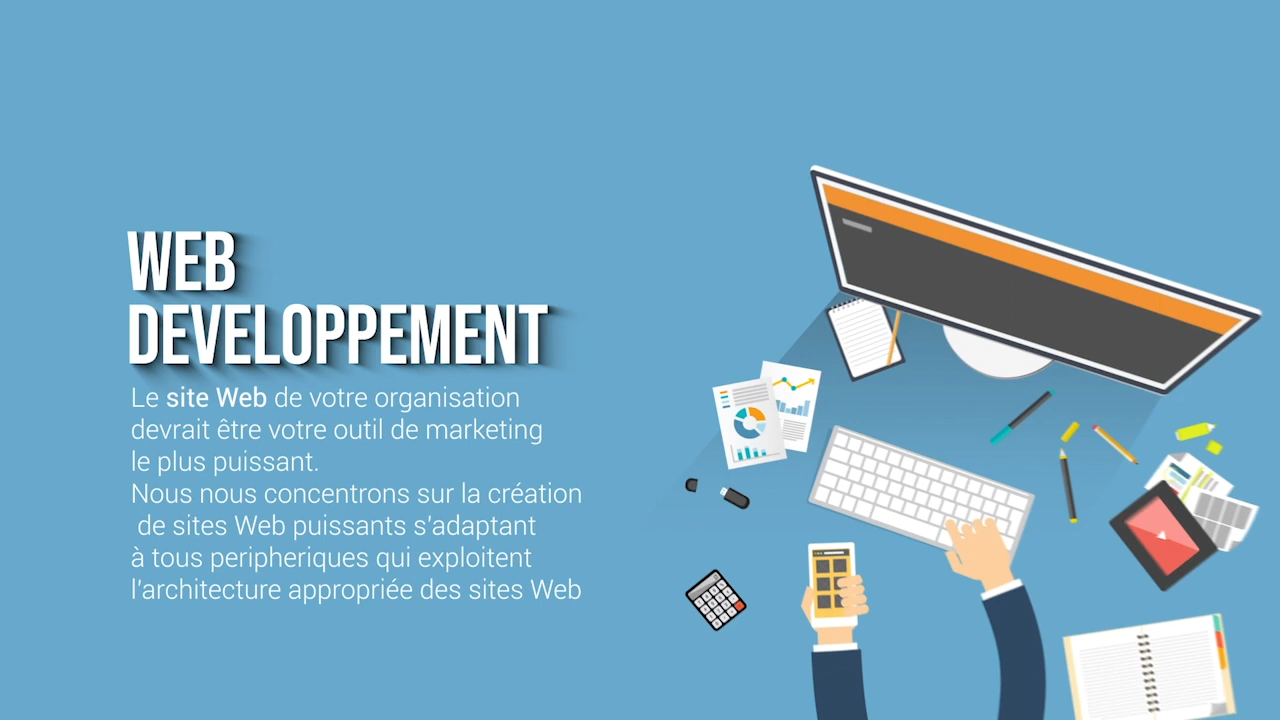 WEB
DEVELOPPEMENT
Le site Web de votre organisation
devrait être votre outil de marketing
le plus puissant.
Nous nous concentrons sur la création
de sites Web puissants s'adaptant
à tous peripheriques qui exploitent
l'architecture appropriée des sites Web